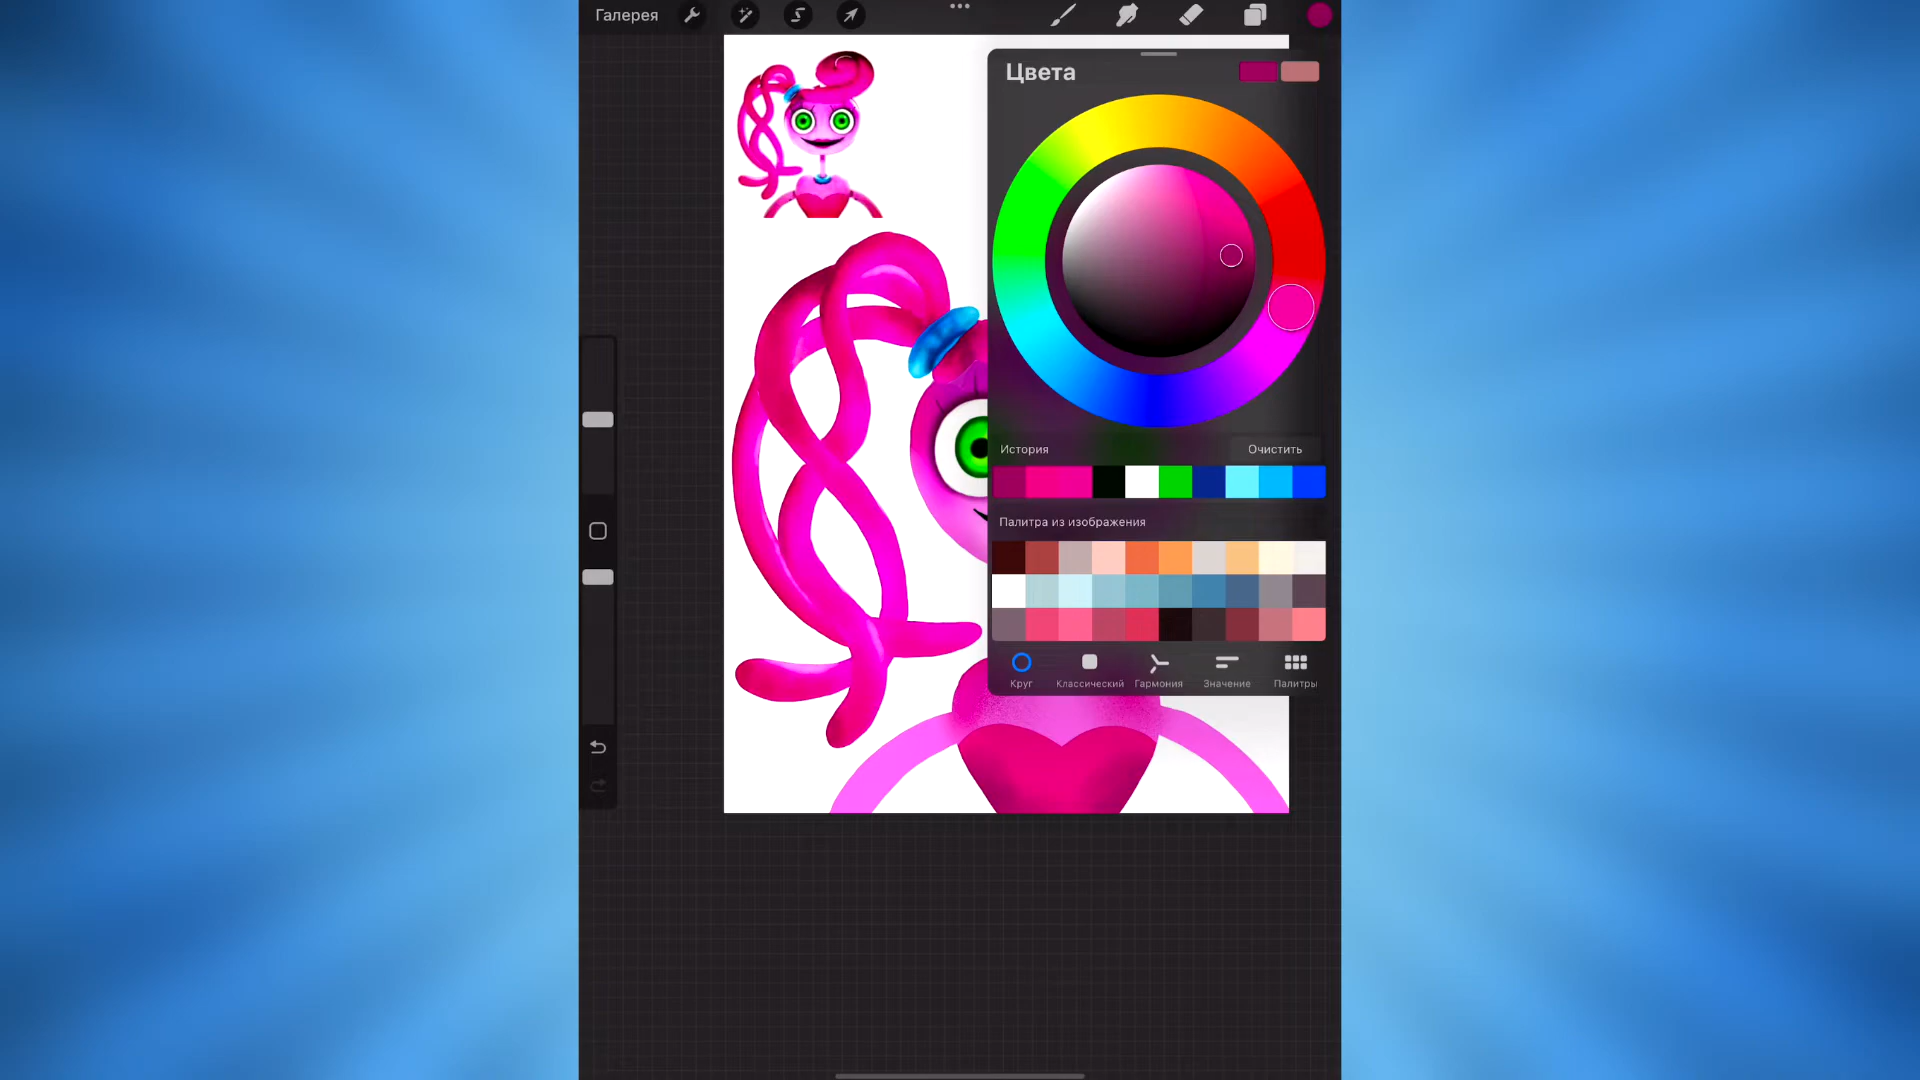 Галерея
Цвета
История
Очистить
Палитра из изображения
Круг
Классический
Гармония
Значение
Палитры